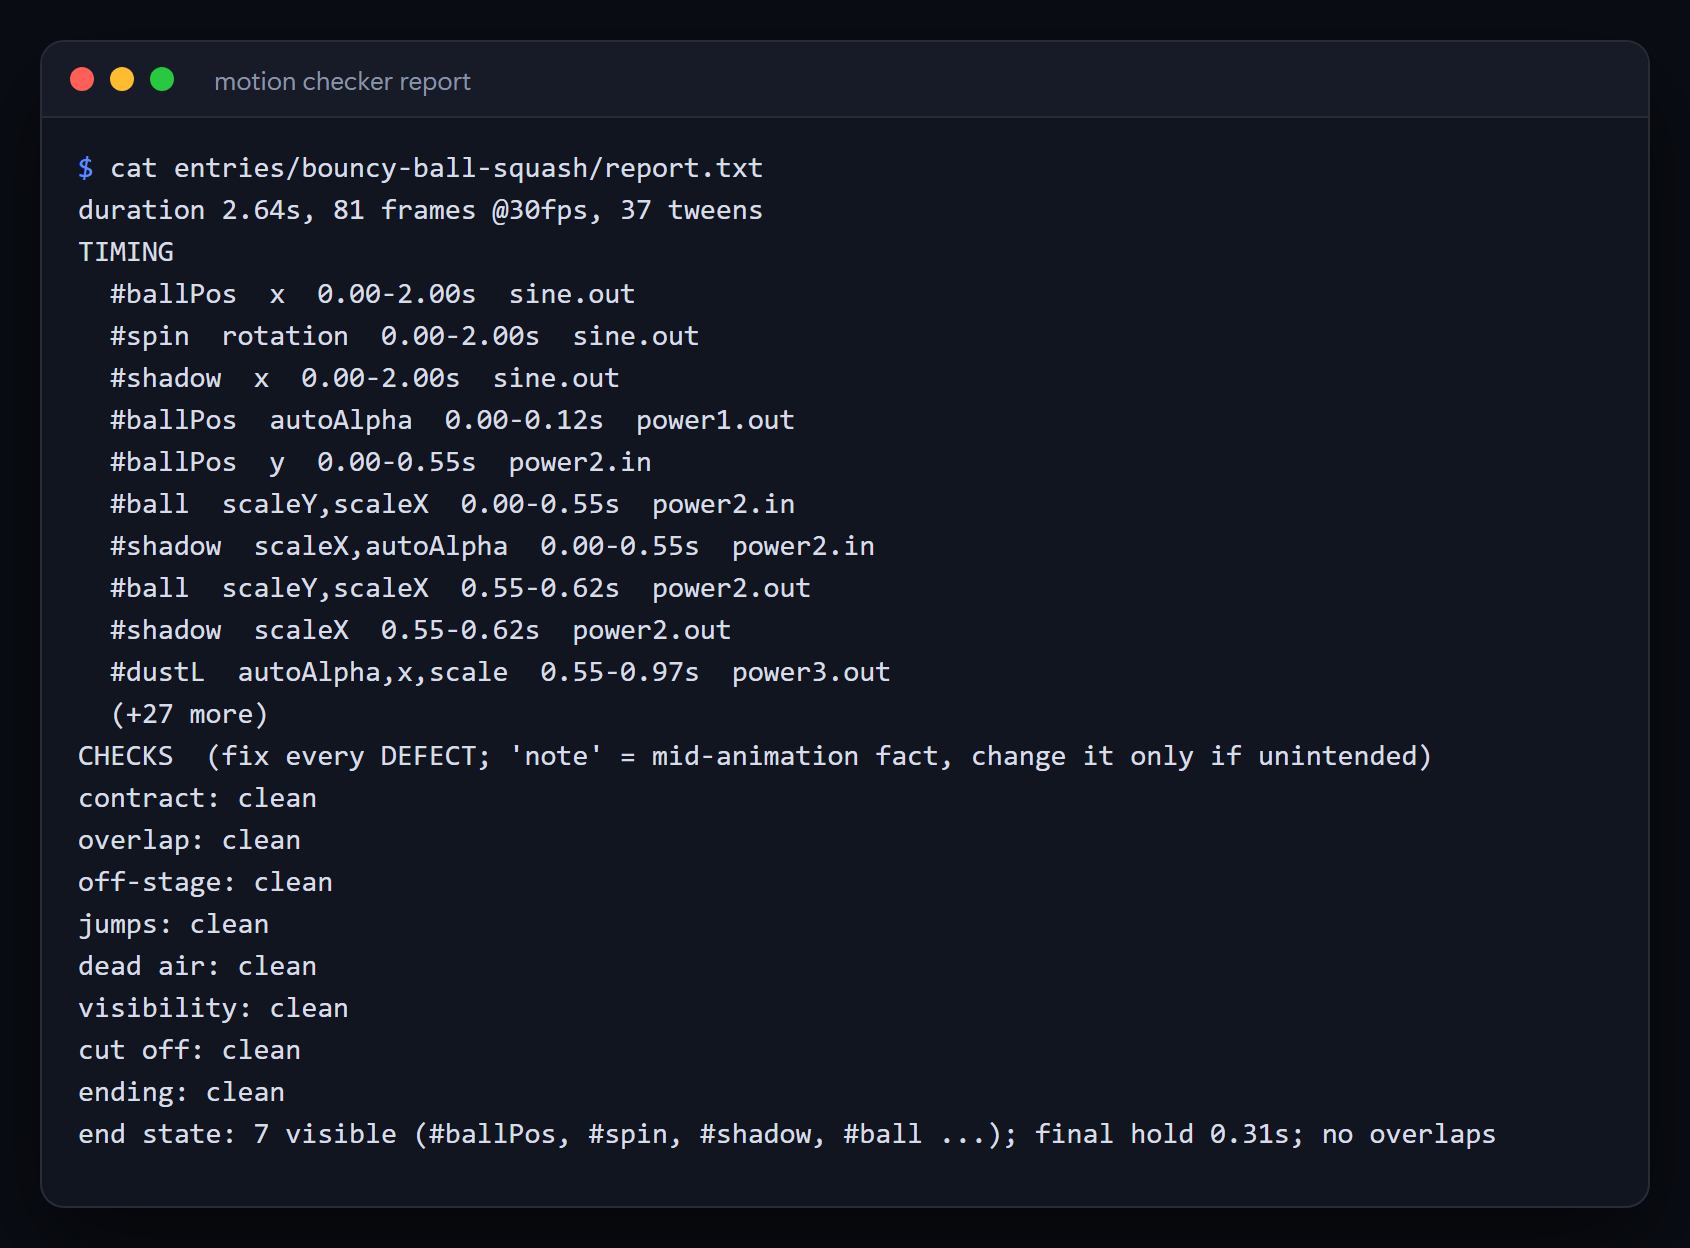 motion checker report
$ cat entries/bouncy-ball-squash/report.txt
duration 2.64s, 81 frames @30fps, 37 tweens
TIMING
  #ballPos  x  0.00-2.00s  sine.out
  #spin  rotation  0.00-2.00s  sine.out
  #shadow  x  0.00-2.00s  sine.out
  #ballPos  autoAlpha  0.00-0.12s  power1.out
  #ballPos  y  0.00-0.55s  power2.in
  #ball  scaleY,scaleX  0.00-0.55s  power2.in
  #shadow  scaleX,autoAlpha  0.00-0.55s  power2.in
  #ball  scaleY,scaleX  0.55-0.62s  power2.out
  #shadow  scaleX  0.55-0.62s  power2.out
  #dustL  autoAlpha,x,scale  0.55-0.97s  power3.out
  (+27 more)
CHECKS  (fix every DEFECT; 'note' = mid-animation fact, change it only if unintended)
contract: clean
overlap: clean
off-stage: clean
jumps: clean
dead air: clean
visibility: clean
cut off: clean
ending: clean
end state: 7 visible (#ballPos, #spin, #shadow, #ball ...); final hold 0.31s; no overlaps